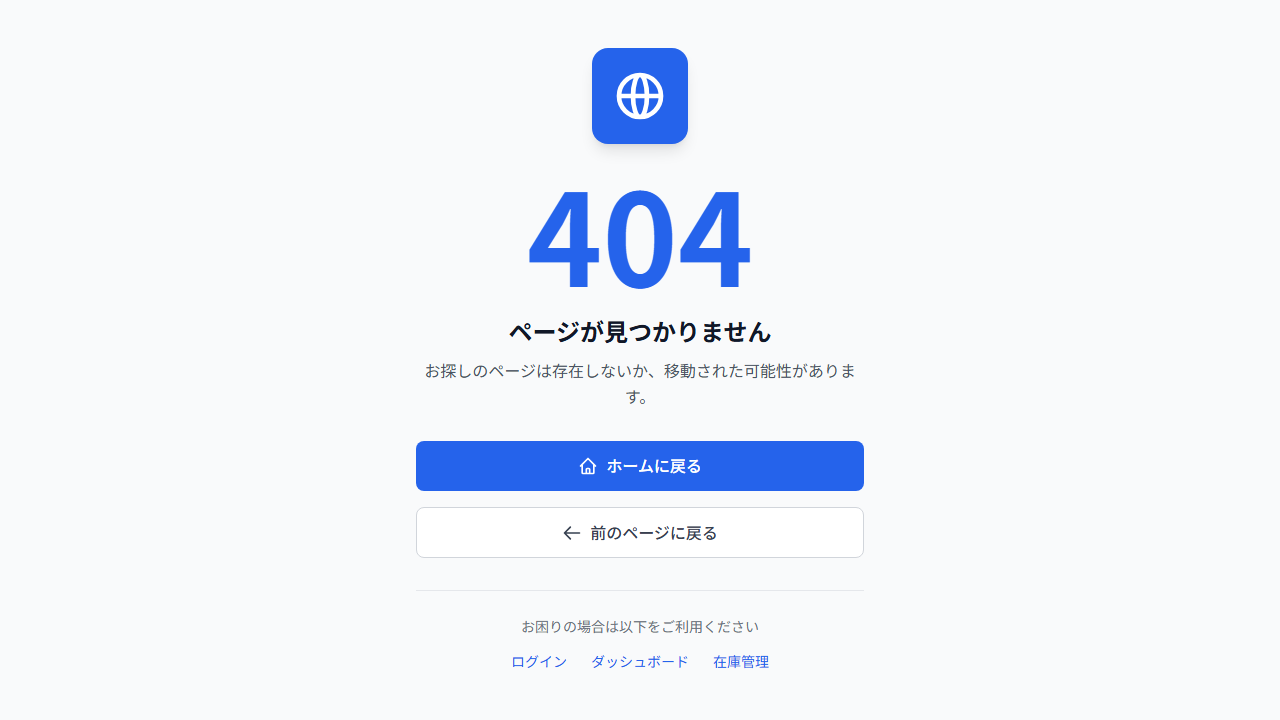 404
ページが見つかりません
お探しのページは存在しないか、移動された可能性がありま
す。
ホームに戻る
前のページに戻る
お困りの場合は以下をご利用ください
ログイン ダッシュボード 在庫管理